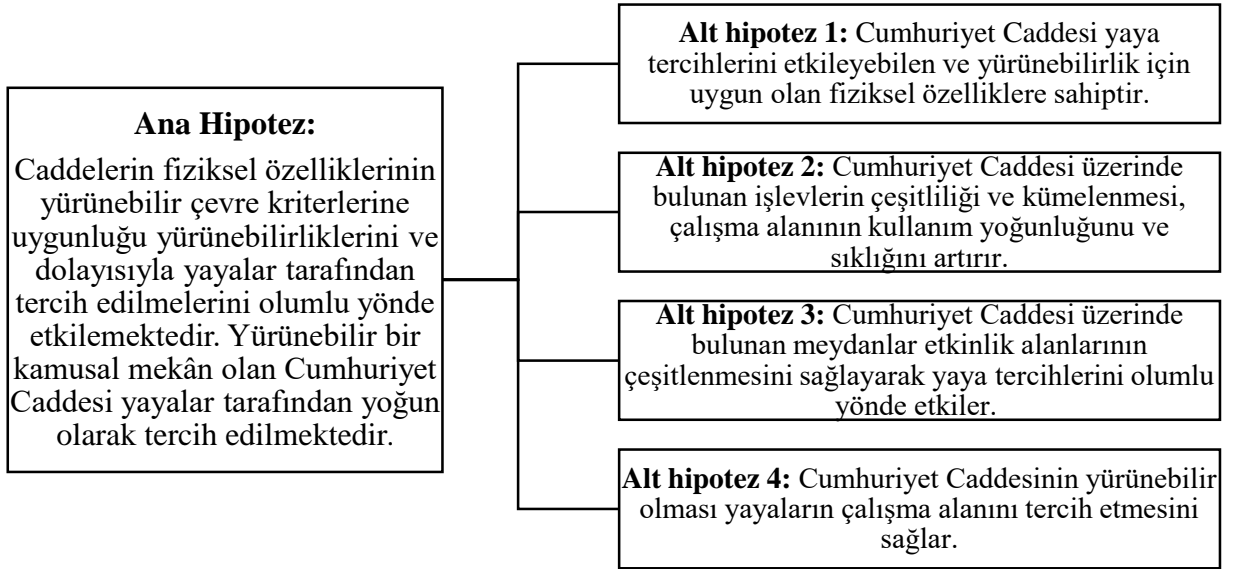 Ana Hipotez:
Caddelerin fiziksel özelliklerinin
yürünebilir çevre kriterlerine
uygunluğu yürünebilirliklerini ve
dolayısıyla yayalar tarafından
tercih edilmelerini olumlu yönde
etkilemektedir. Yürünebilir bir
kamusal mekân olan Cumhuriyet
Caddesi yayalar tarafından yoğun
olarak tercih edilmektedir.
Alt hipotez 1: Cumhuriyet Caddesi yaya
tercihlerini etkileyebilen ve yürünebilirlik için
uygun olan fiziksel özelliklere sahiptir.
Alt hipotez 2: Cumhuriyet Caddesi üzerinde
bulunan işlevlerin çeşitliliği ve kümelenmesi,
çalışma alanının kullanım yoğunluğunu ve
sıklığını artırır.
Alt hipotez 3: Cumhuriyet Caddesi üzerinde
bulunan meydanlar etkinlik alanlarının
çeşitlenmesini sağlayarak yaya tercihlerini olumlu
yönde etkiler.
Alt hipotez 4: Cumhuriyet Caddesinin yürünebilir
olması yayaların çalışma alanını tercih etmesini
sağlar.